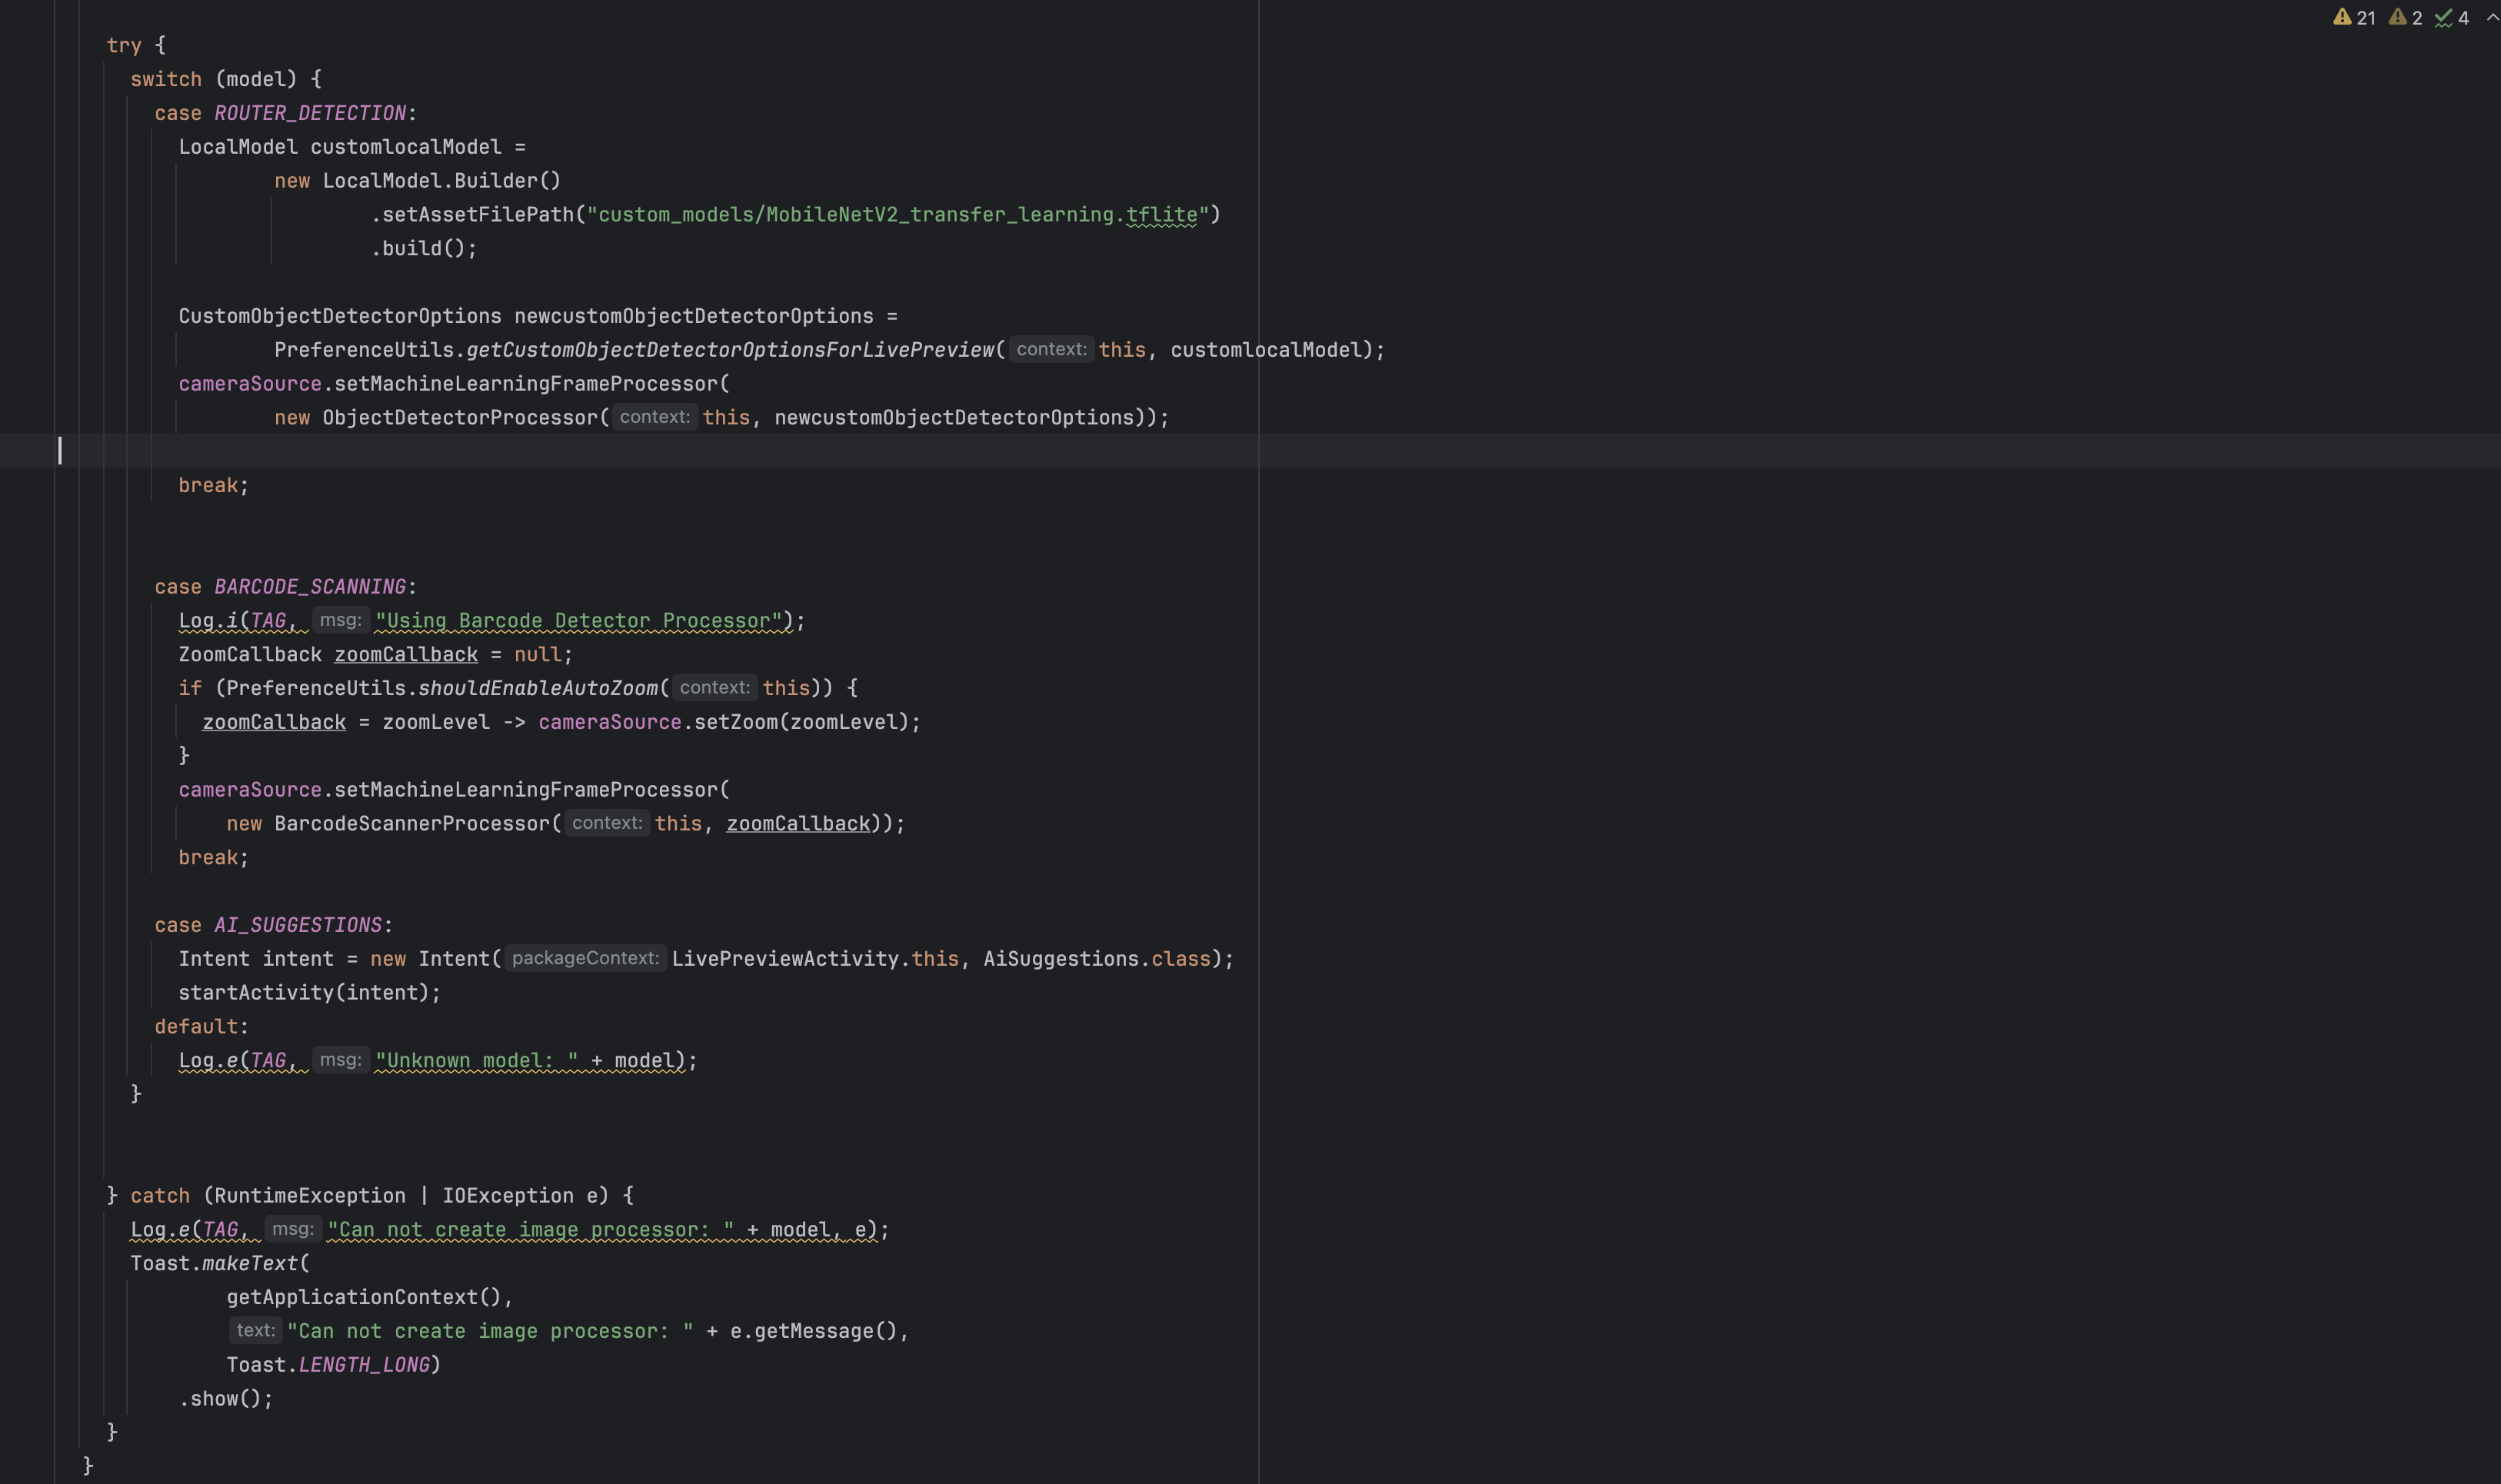 21 2 4
try {
switch (model) {
case ROUTER_DETECTION:
LocalModel customlocalModel =
new LocalModel.Builder()
.setAssetFilePath("custom_models/MobileNetV2_transfer_learning.tflite")
.build();
CustomObjectDetectorOptions newcustomObjectDetectorOptions =
PreferenceUtils.getCustomObjectDetectorOptionsForLivePreview( context: this, customlocalModel);
cameraSource.setMachineLearningFrameProcessor(
new ObjectDetectorProcessor( context: this, newcustomObjectDetectorOptions));
break;
case BARCODE_SCANNING:
Log.i(TAG, msg: "Using Barcode Detector Processor");
ZoomCallback zoomCallback = null;
if (PreferenceUtils.shouldEnableAutoZoom( context: this)) {
zoomCallback = zoomLevel -> cameraSource.setZoom(zoomLevel);
}
cameraSource.setMachineLearningFrameProcessor(
new BarcodeScannerProcessor( context: this, zoomCallback));
break;
case AI_SUGGESTIONS:
Intent intent = new Intent( packageContext: LivePreviewActivity.this, AiSuggestions.class);
startActivity(intent);
default:
Log.e(TAG, msg: "Unknown model: " + model);
}
} catch (RuntimeException | IOException e) {
Log.e(TAG, msg: "Can not create image processor: " + model, e);
Toast.makeText(
getApplicationContext(),
text: "Can not create image processor: " + e.getMessage(),
Toast.LENGTH_LONG)
.show();
}
}